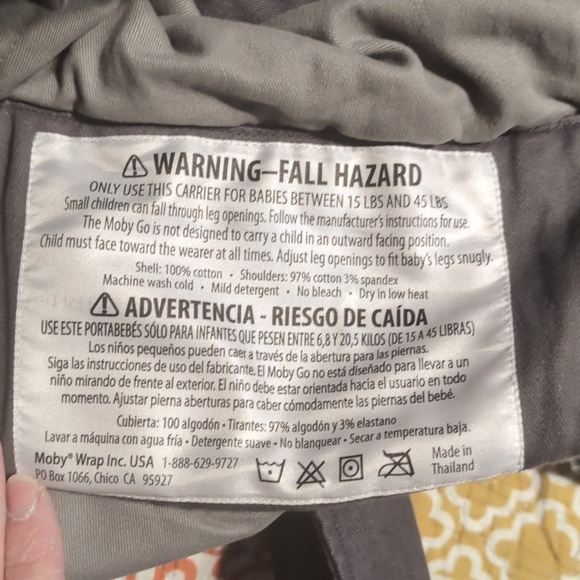 ⚠ WARNING–FALL HAZARD
ONLY USE THIS CARRIER FOR BABIES BETWEEN 15 LBS AND 45 LBS
Small children can fall through leg openings. Follow the manufacturer's instructions for use.
The Moby Go is not designed to carry a child in an outward facing position.
Child must face toward the wearer at all times. Adjust leg openings to fit baby's legs snugly.
Shell: 100% cotton • Shoulders: 97% cotton 3% spandex
Machine wash cold • Mild detergent • No bleach • Dry in low heat
⚠ ADVERTENCIA - RIESGO DE CAÍDA
USE ESTE PORTABEBÉS SÓLO PARA INFANTES QUE PESEN ENTRE 6,8 Y 20,5 KILOS (DE 15 A 45 LIBRAS)
Los niños pequeños pueden caer a través de la abertura para las piernas.
Siga las instrucciones de uso del fabricante. El Moby Go no está diseñado para llevar a un
niño mirando de frente al exterior. El niño debe estar orientada hacia el usuario en todo
momento. Ajustar pierna aberturas para caber cómodamente las piernas del bebé.
Cubierta: 100 algodón • Tirantes: 97% algodón y 3% elastano
Lavar a máquina con agua fría • Detergente suave • No blanquear • Secar a temperatura baja.
Moby® Wrap Inc. USA 1-888-629-9727
PO Box 1066, Chico CA 95927
Made in
Thailand